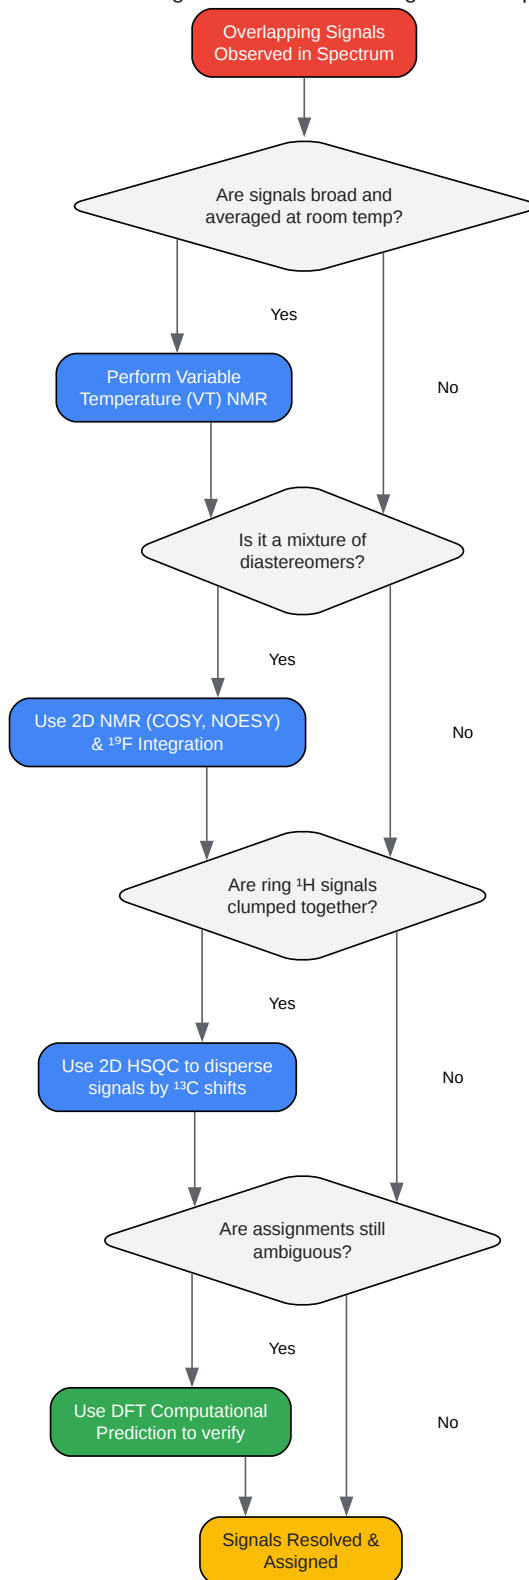 Overlapping Signals
Observed in Spectrum
Are signals broad and
averaged at room temp?
Yes
Perform Variable
Temperature (VT) NMR
No
Is it a mixture of
diastereomers?
Yes
Use 2D NMR (COSY, NOESY)
& ¹⁹F Integration
No
Are ring ¹H signals
clumped together?
Yes
Use 2D HSQC to disperse
signals by ¹³C shifts
No
Are assignments still
ambiguous?
Yes
Use DFT Computational
Prediction to verify
No
Signals Resolved &
Assigned